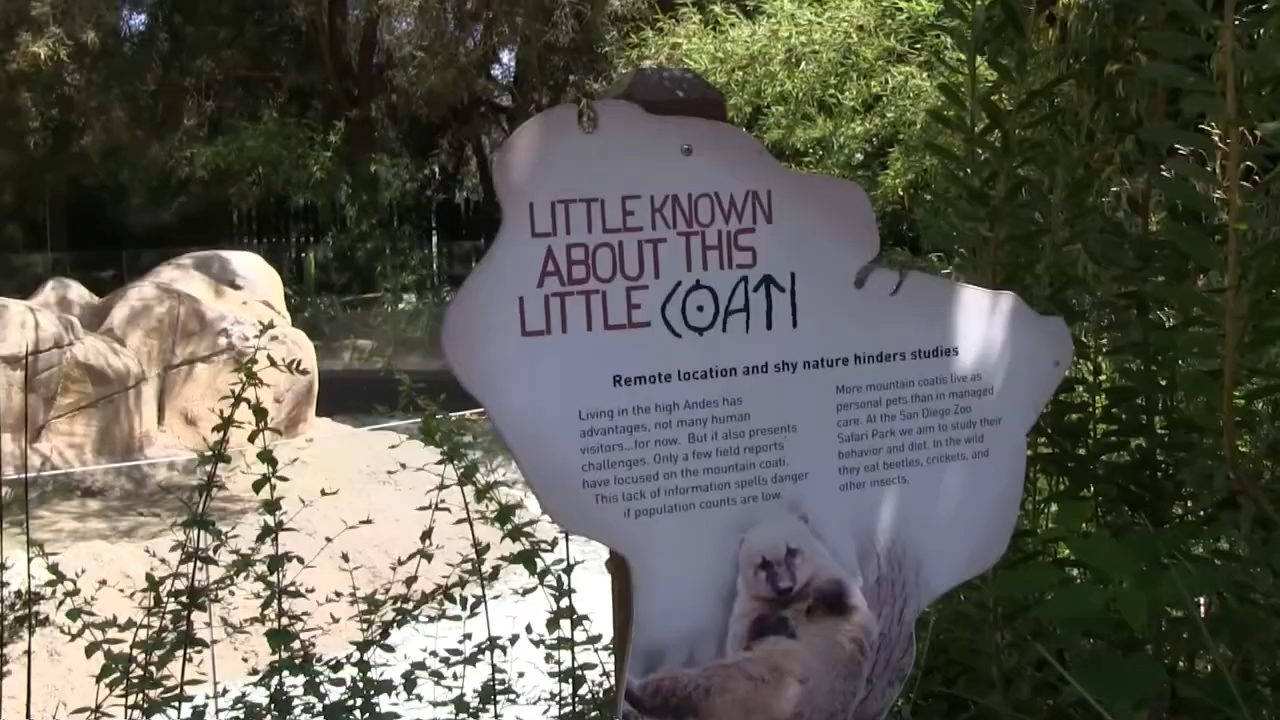 LITTLE KNOWN
ABOUT THIS
LITTLE COATI
Remote location and shy nature hinders studies
Living in the high Andes has
advantages, not many human
visitors...for now. But it also presents
challenges. Only a few field reports
have focused on the mountain coati.
This lack of information spells danger
if population counts are low.
More mountain coatis live as
personal pets than in managed
care. At the San Diego Zoo
Safari Park we aim to study their
behavior and diet. In the wild
they eat beetles, crickets, and
other insects.